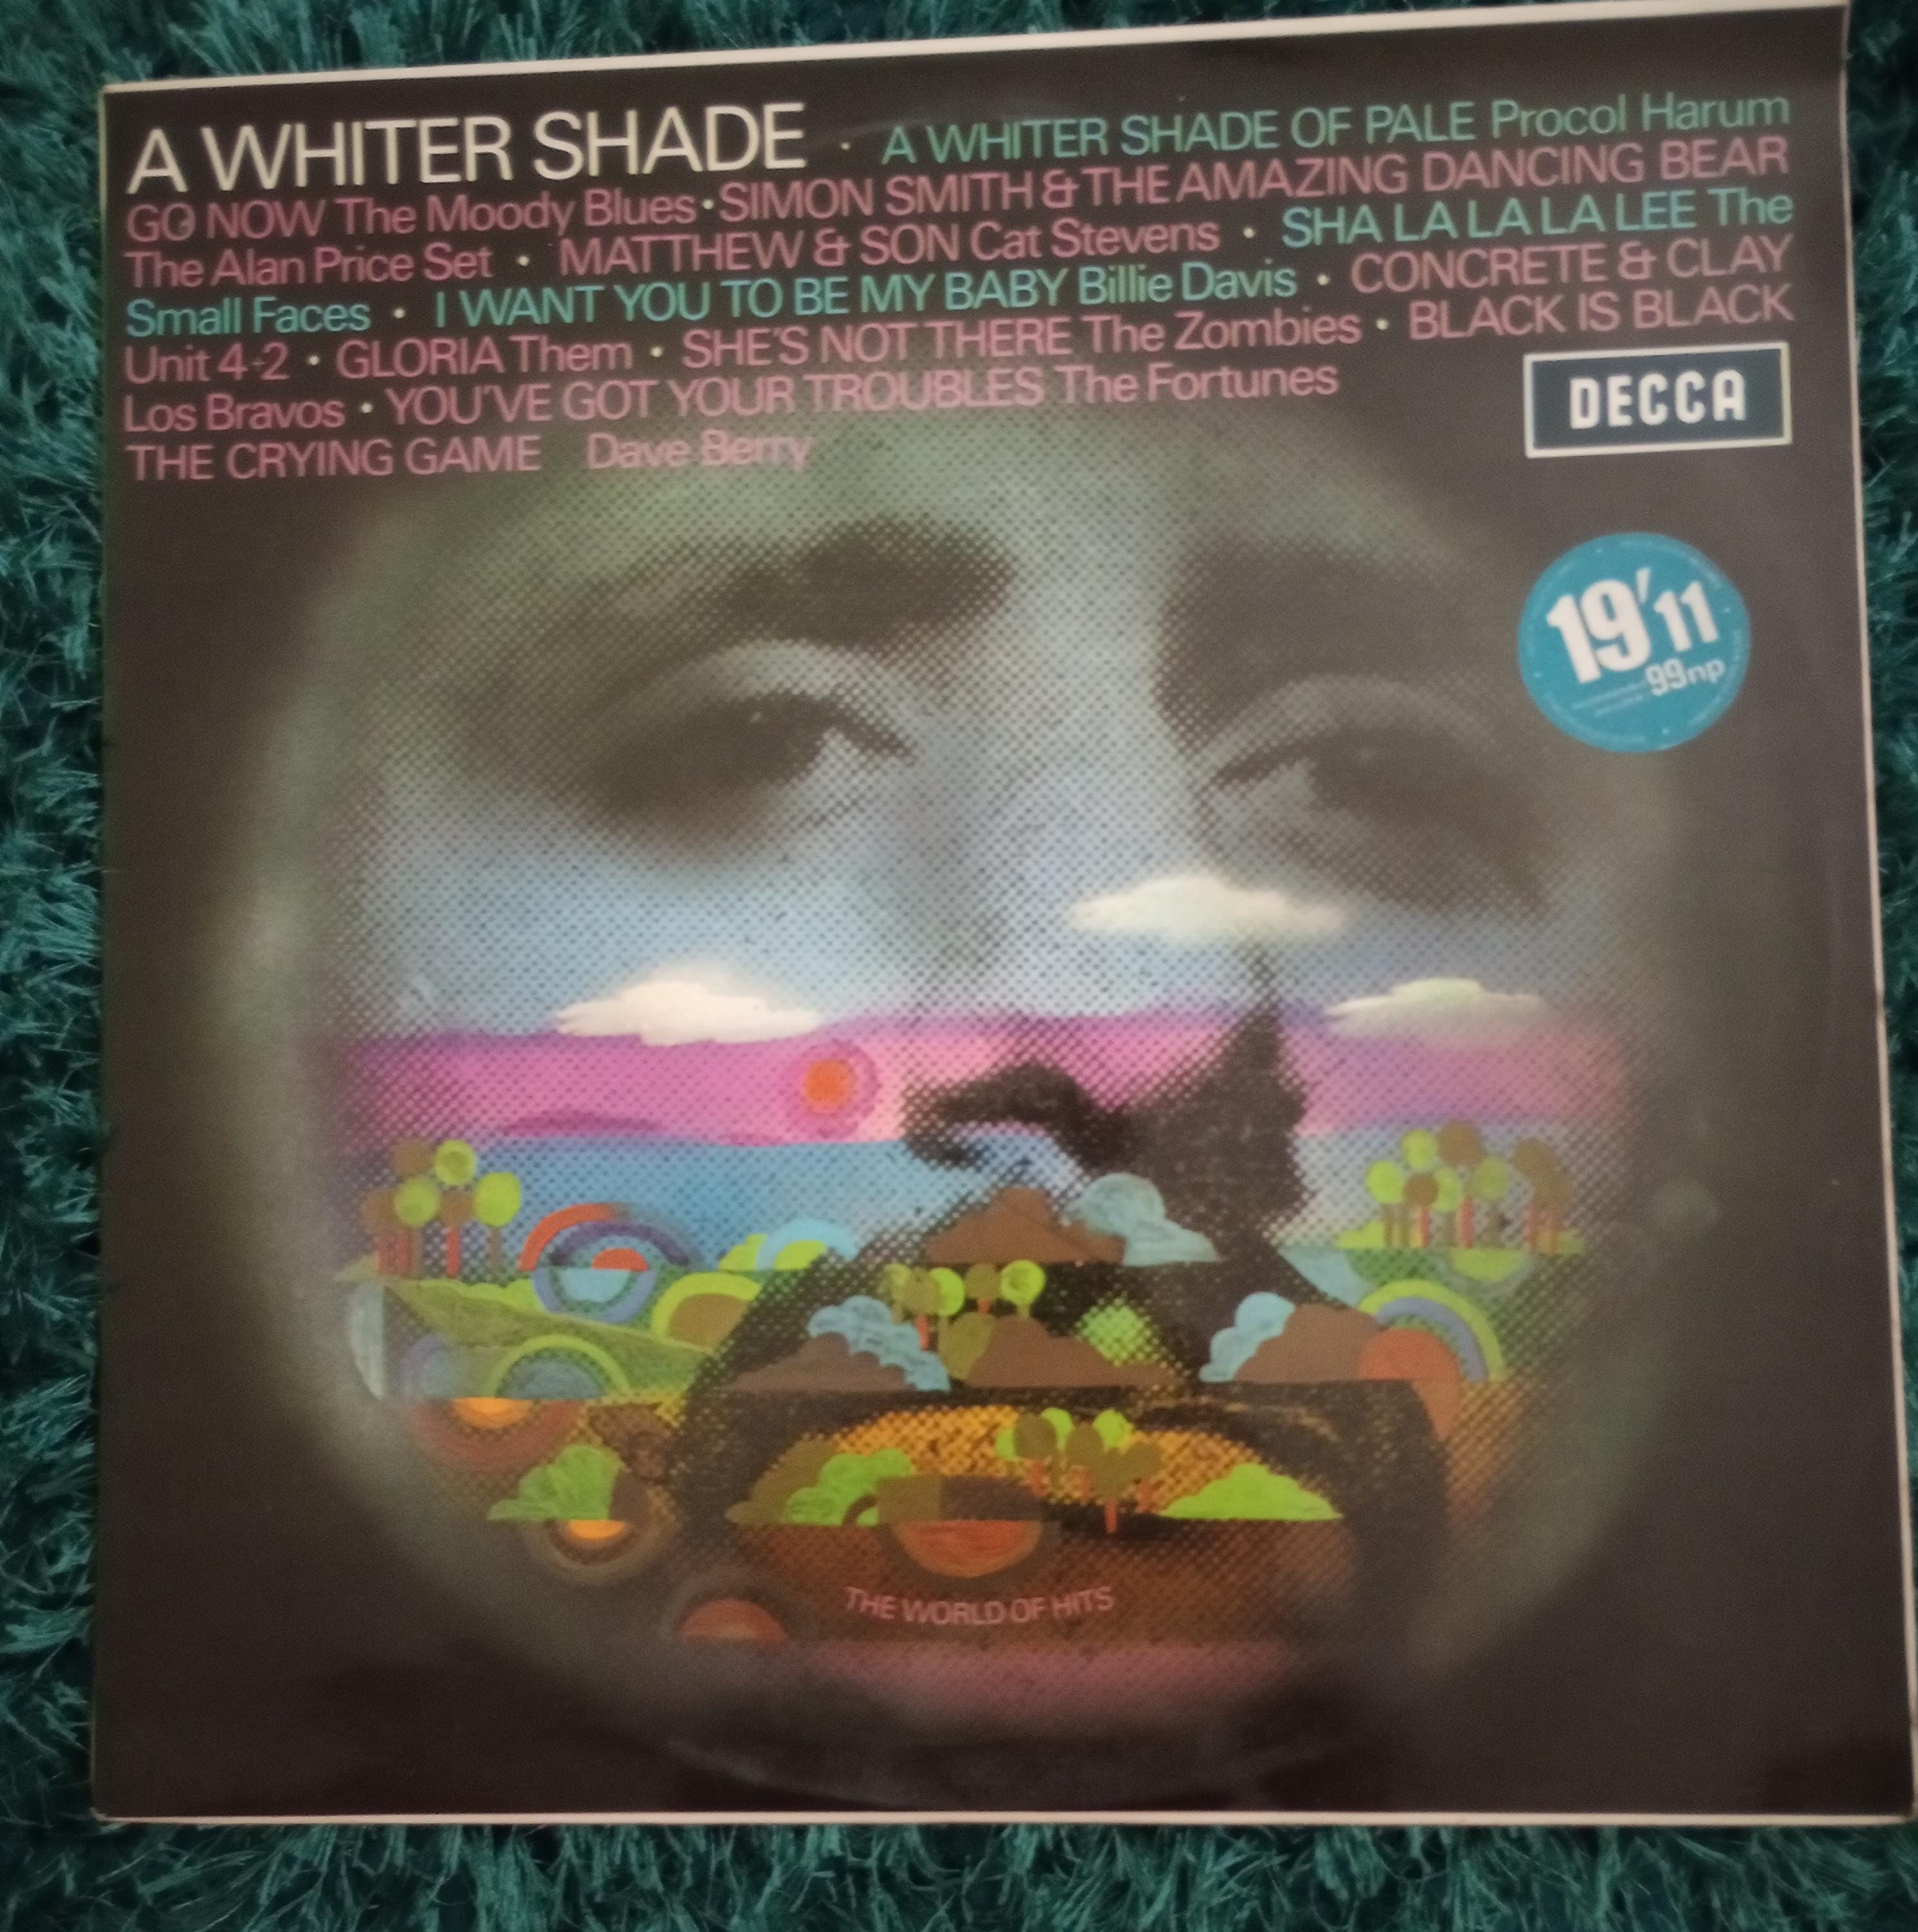 A WHITER SHADE · A WHITER SHADE OF PALE Procol Harum
GO NOW The Moody Blues · SIMON SMITH & THE AMAZING DANCING BEAR
The Alan Price Set · MATTHEW & SON Cat Stevens · SHA LA LA LA LEE The
Small Faces · I WANT YOU TO BE MY BABY Billie Davis · CONCRETE & CLAY
Unit 4+2 · GLORIA Them · SHE'S NOT THERE The Zombies · BLACK IS BLACK
Los Bravos · YOU'VE GOT YOUR TROUBLES The Fortunes
THE CRYING GAME Dave Berry
DECCA
19'11
99np
THE WORLD OF HITS